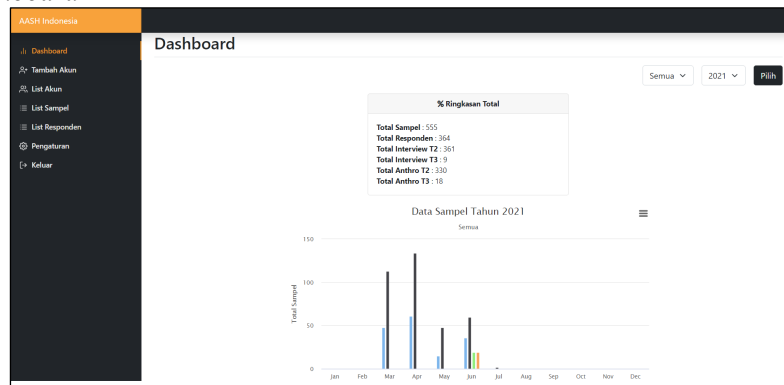 AASH Indonesia
Dashboard
Tambah Akun
List Akun
List Sampel
List Responden
Pengaturan
Keluar
Dashboard
Semua
2021
Pilih
% Ringkasan Total
Total Sampel : 555
Total Responden : 364
Total Interview T2 : 361
Total Interview T3 : 9
Total Anthro T2 : 330
Total Anthro T3 : 18
Data Sampel Tahun 2021
Semua
Total Sampel
150
100
50
0
Jan Feb Mar Apr May Jun Jul Aug Sep Oct Nov Dec